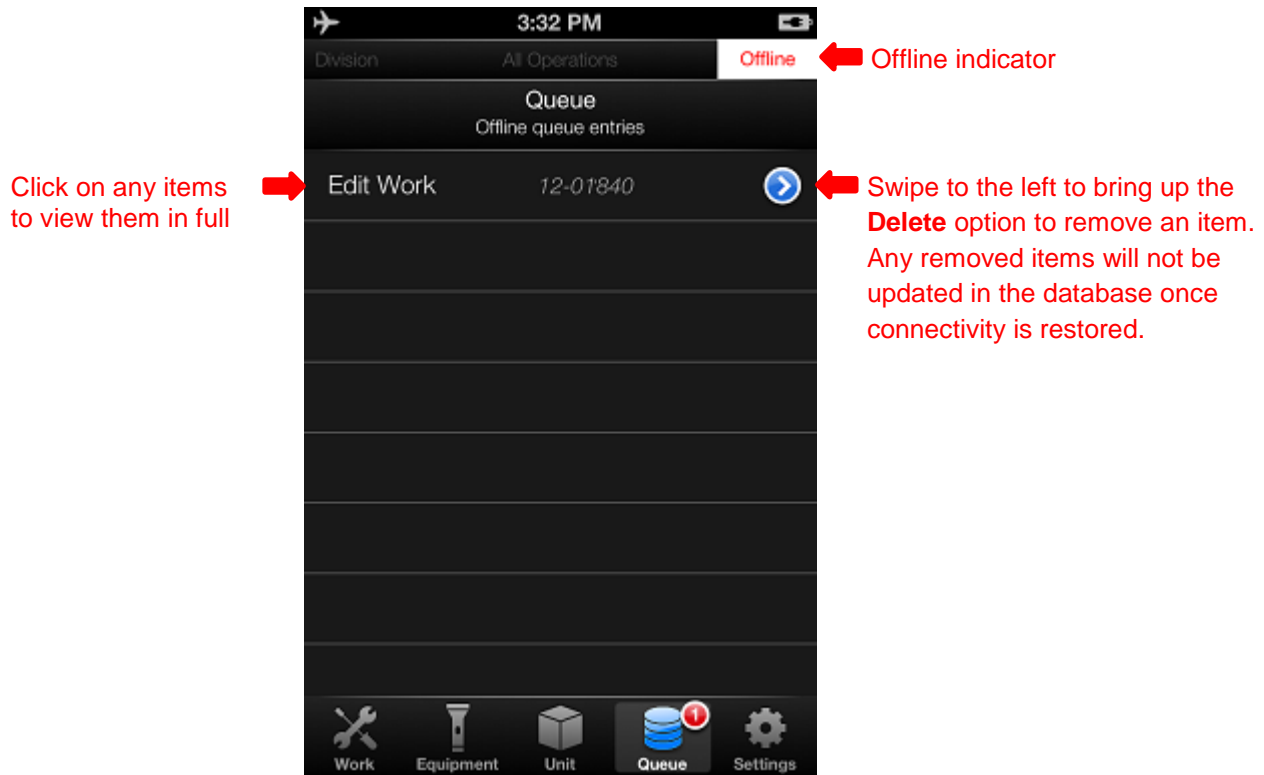 3:32 PM
Division All Operations Offline
Offline indicator
Queue
Offline queue entries
Click on any items
to view them in full
Edit Work 12-01840
Swipe to the left to bring up the
Delete option to remove an item.
Any removed items will not be
updated in the database once
connectivity is restored.
1
Work Equipment Unit Queue Settings